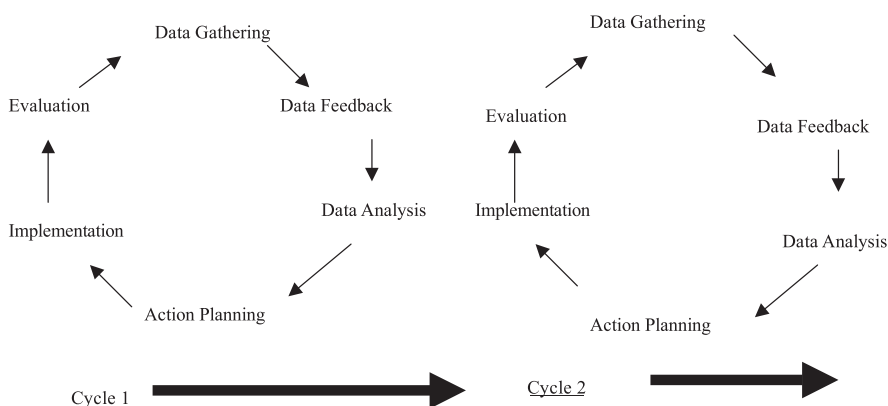 Data Gathering
Data Feedback
Data Analysis
Action Planning
Implementation
Evaluation
Cycle 1
Data Gathering
Data Feedback
Data Analysis
Action Planning
Implementation
Evaluation
Cycle 2